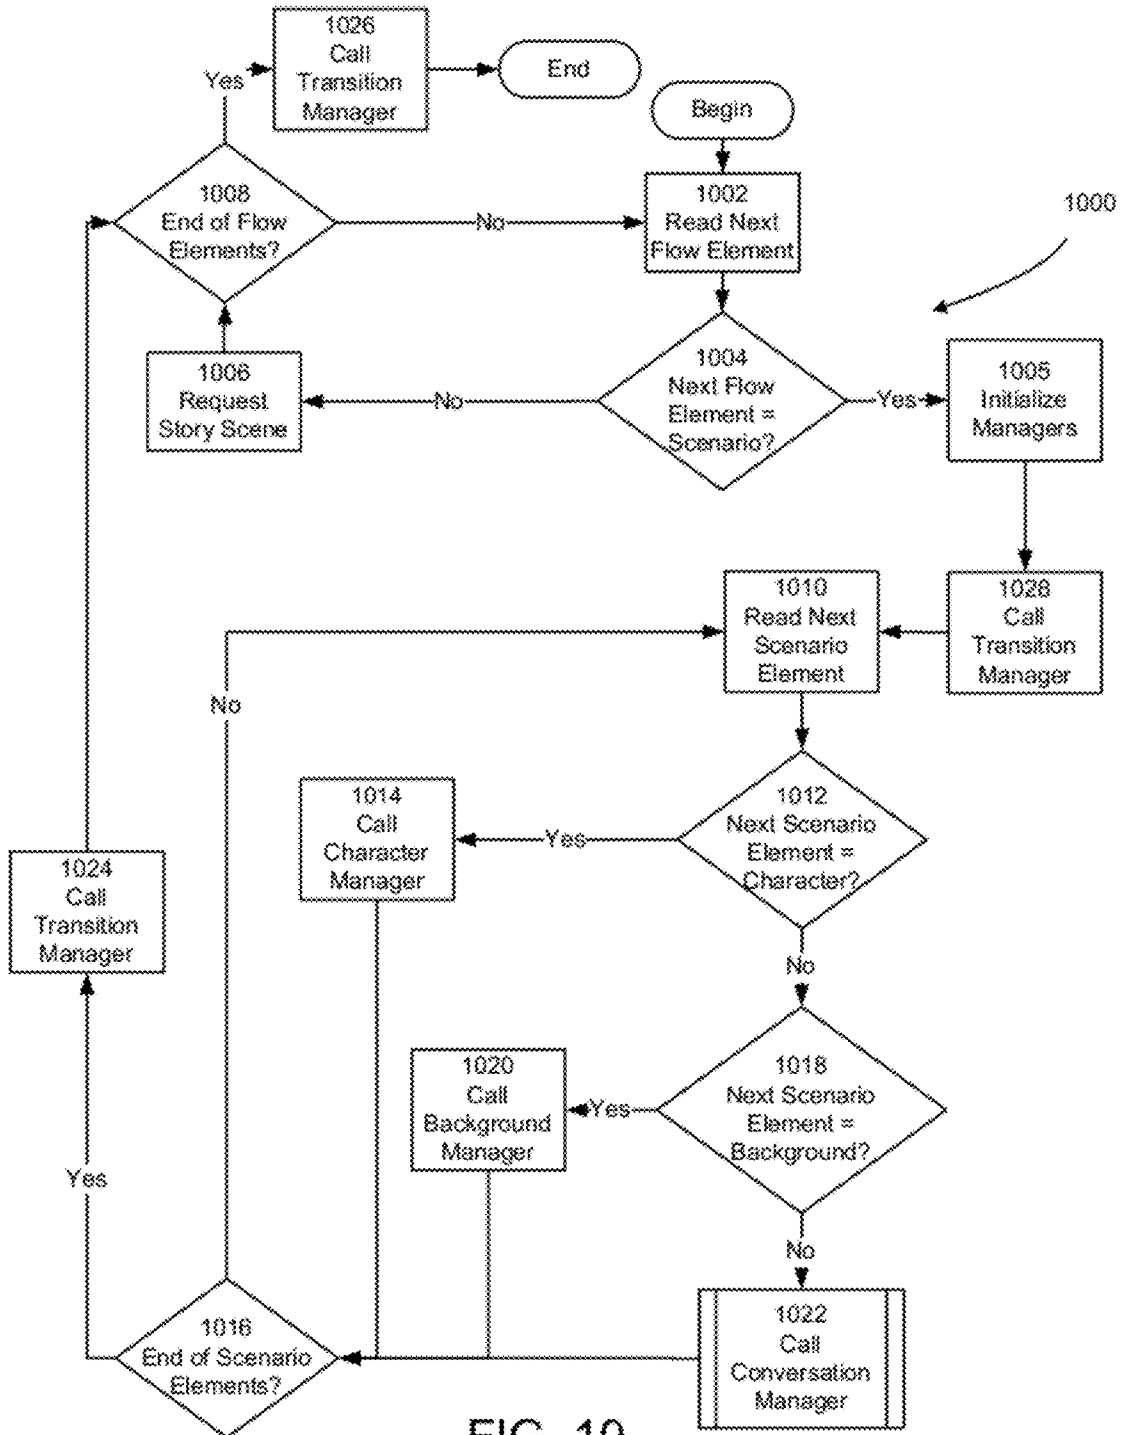 1026
Call
Transition
Manager
End
Begin
Yes
1008
End of Flow
Elements?
No
1002
Read Next
Flow Element
1000
1006
Request
Story Scene
No
1004
Next Flow
Element =
Scenario?
Yes
1005
Initialize
Managers
1010
Read Next
Scenario
Element
1028
Call
Transition
Manager
No
1014
Call
Character
Manager
Yes
1012
Next Scenario
Element =
Character?
1024
Call
Transition
Manager
No
1020
Call
Background
Manager
Yes
1018
Next Scenario
Element =
Background?
Yes
No
1016
End of Scenario
Elements?
1022
Call
Conversation
Manager
FIG. 10